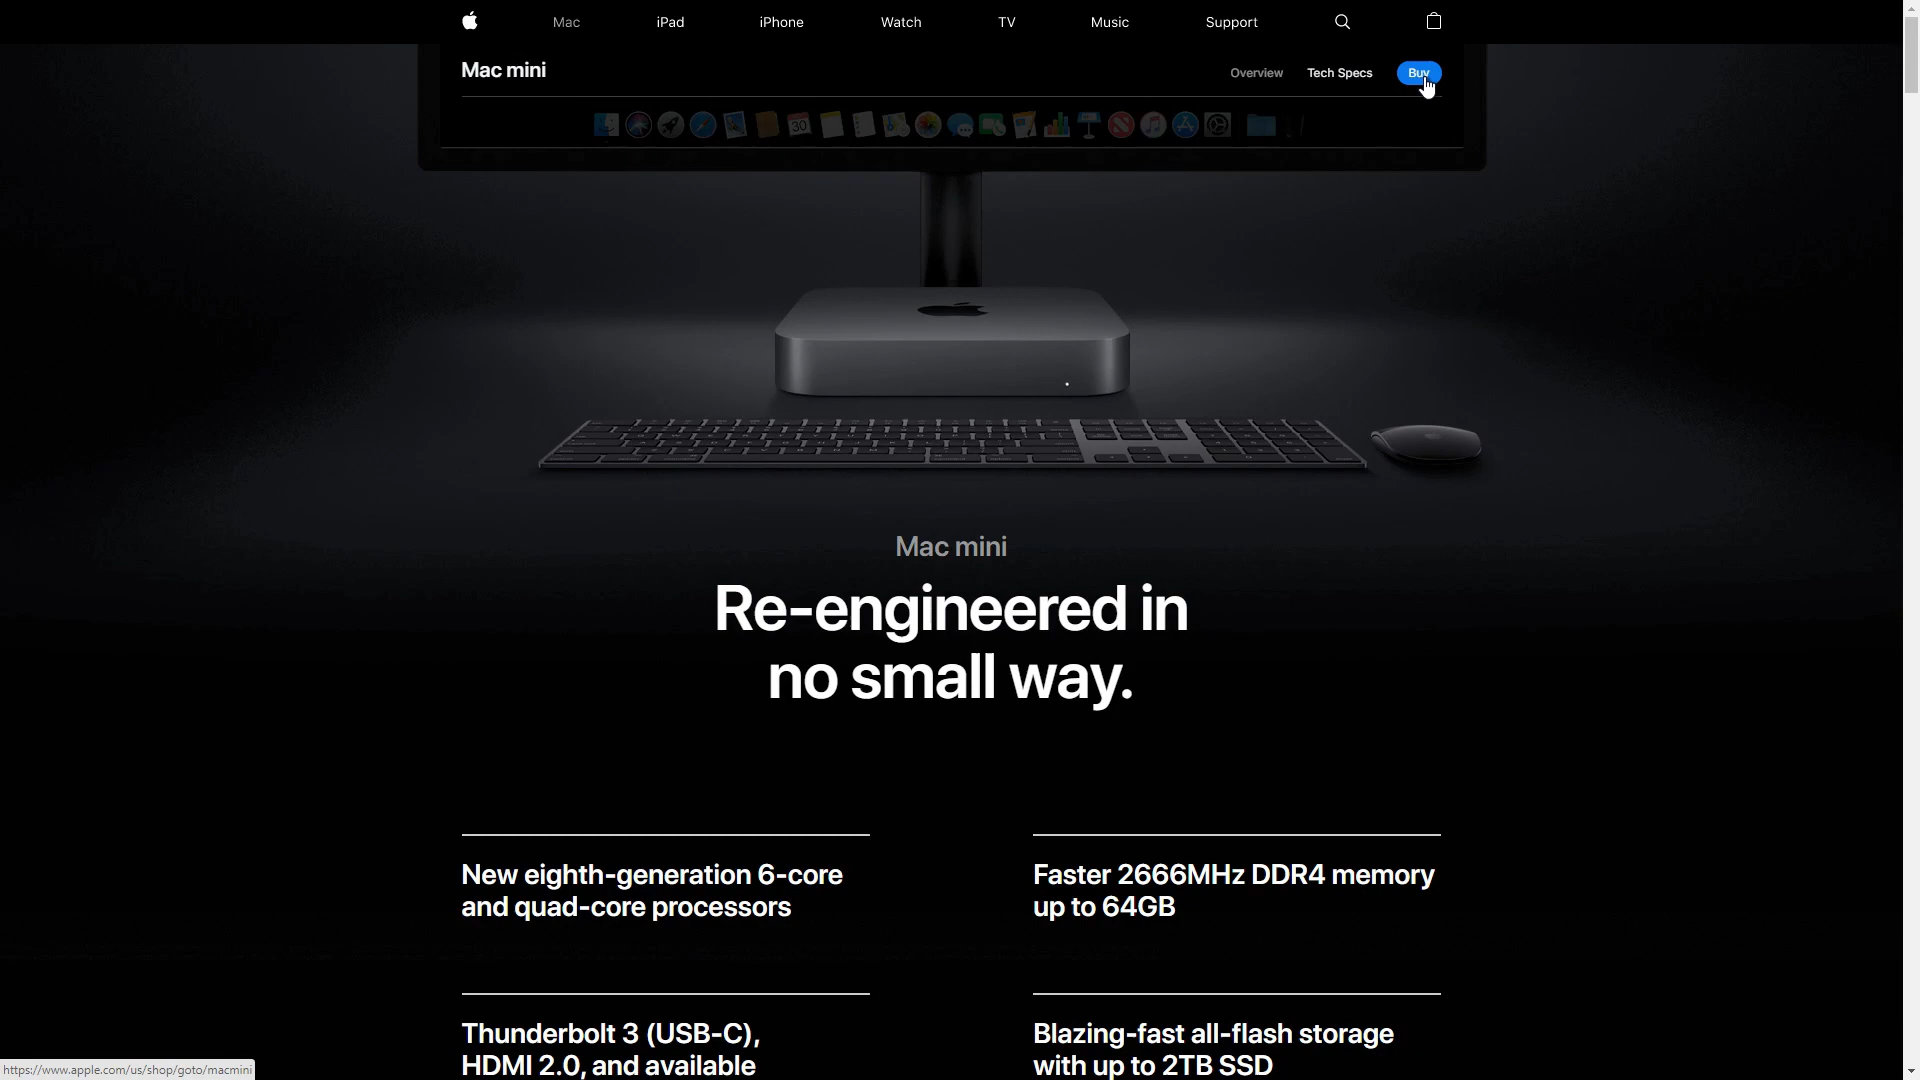 Mac iPad iPhone Watch TV Music Support
Mac mini Overview Tech Specs Buy
30
Mac mini
Re-engineered in
no small way.
New eighth-generation 6-core
and quad-core processors
Faster 2666MHz DDR4 memory
up to 64GB
Thunderbolt 3 (USB-C),
HDMI 2.0, and available
Blazing-fast all-flash storage
with up to 2TB SSD
https://www.apple.com/us/shop/goto/macmini